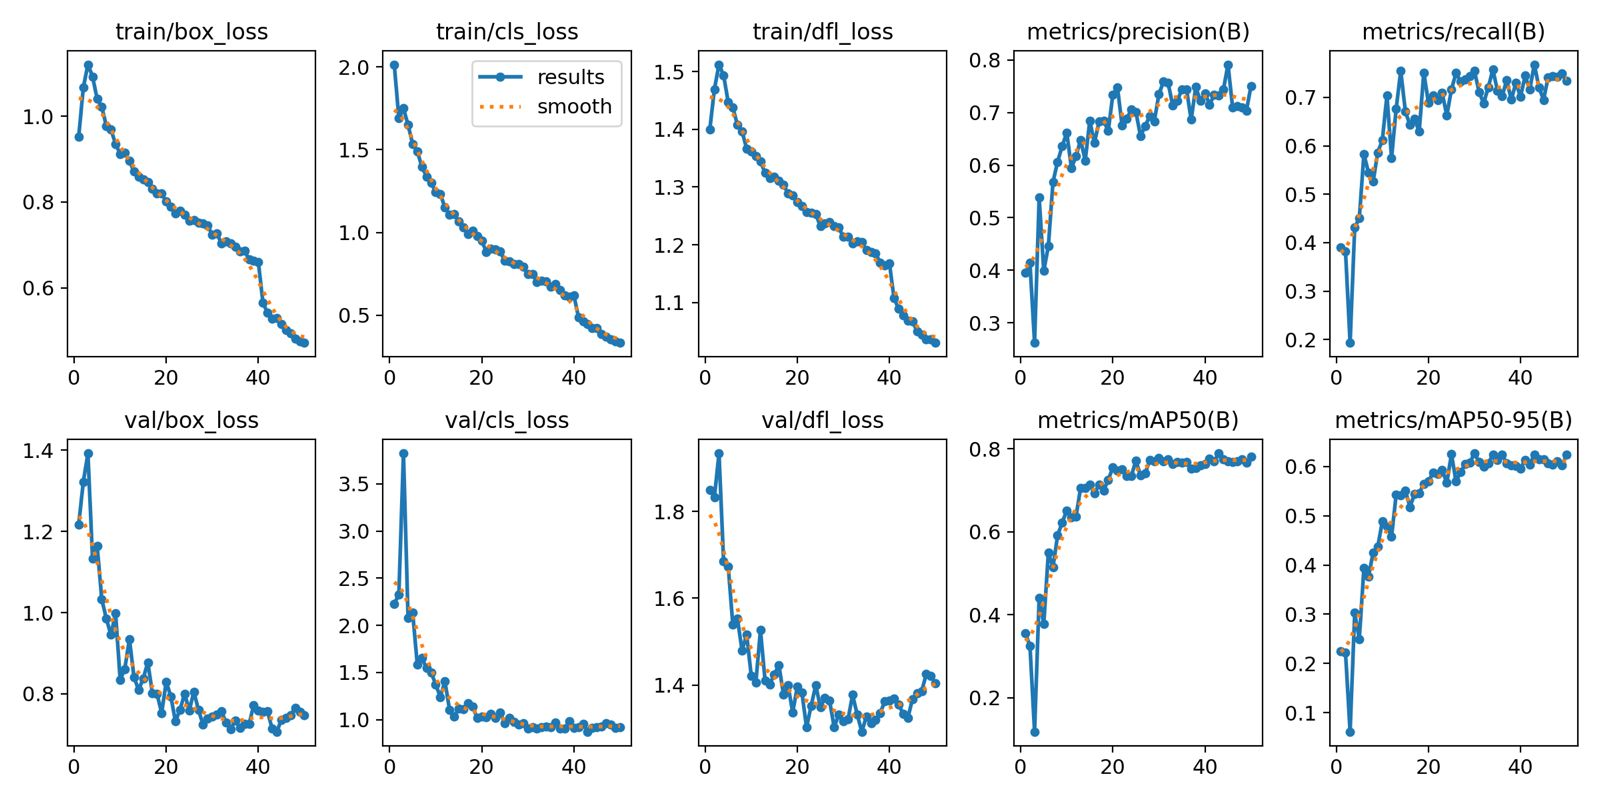 train/box_loss
train/cls_loss
train/dfl_loss
metrics/precision(B)
metrics/recall(B)
results
smooth
1.0
0.8
0.6
2.0
1.5
1.0
0.5
1.5
1.4
1.3
1.2
1.1
0.8
0.7
0.6
0.5
0.4
0.3
0.7
0.6
0.5
0.4
0.3
0.2
0 20 40
0 20 40
0 20 40
0 20 40
0 20 40
val/box_loss
val/cls_loss
val/dfl_loss
metrics/mAP50(B)
metrics/mAP50-95(B)
1.4
1.2
1.0
0.8
3.5
3.0
2.5
2.0
1.5
1.0
1.8
1.6
1.4
0.8
0.6
0.4
0.2
0.6
0.5
0.4
0.3
0.2
0.1
0 20 40
0 20 40
0 20 40
0 20 40
0 20 40